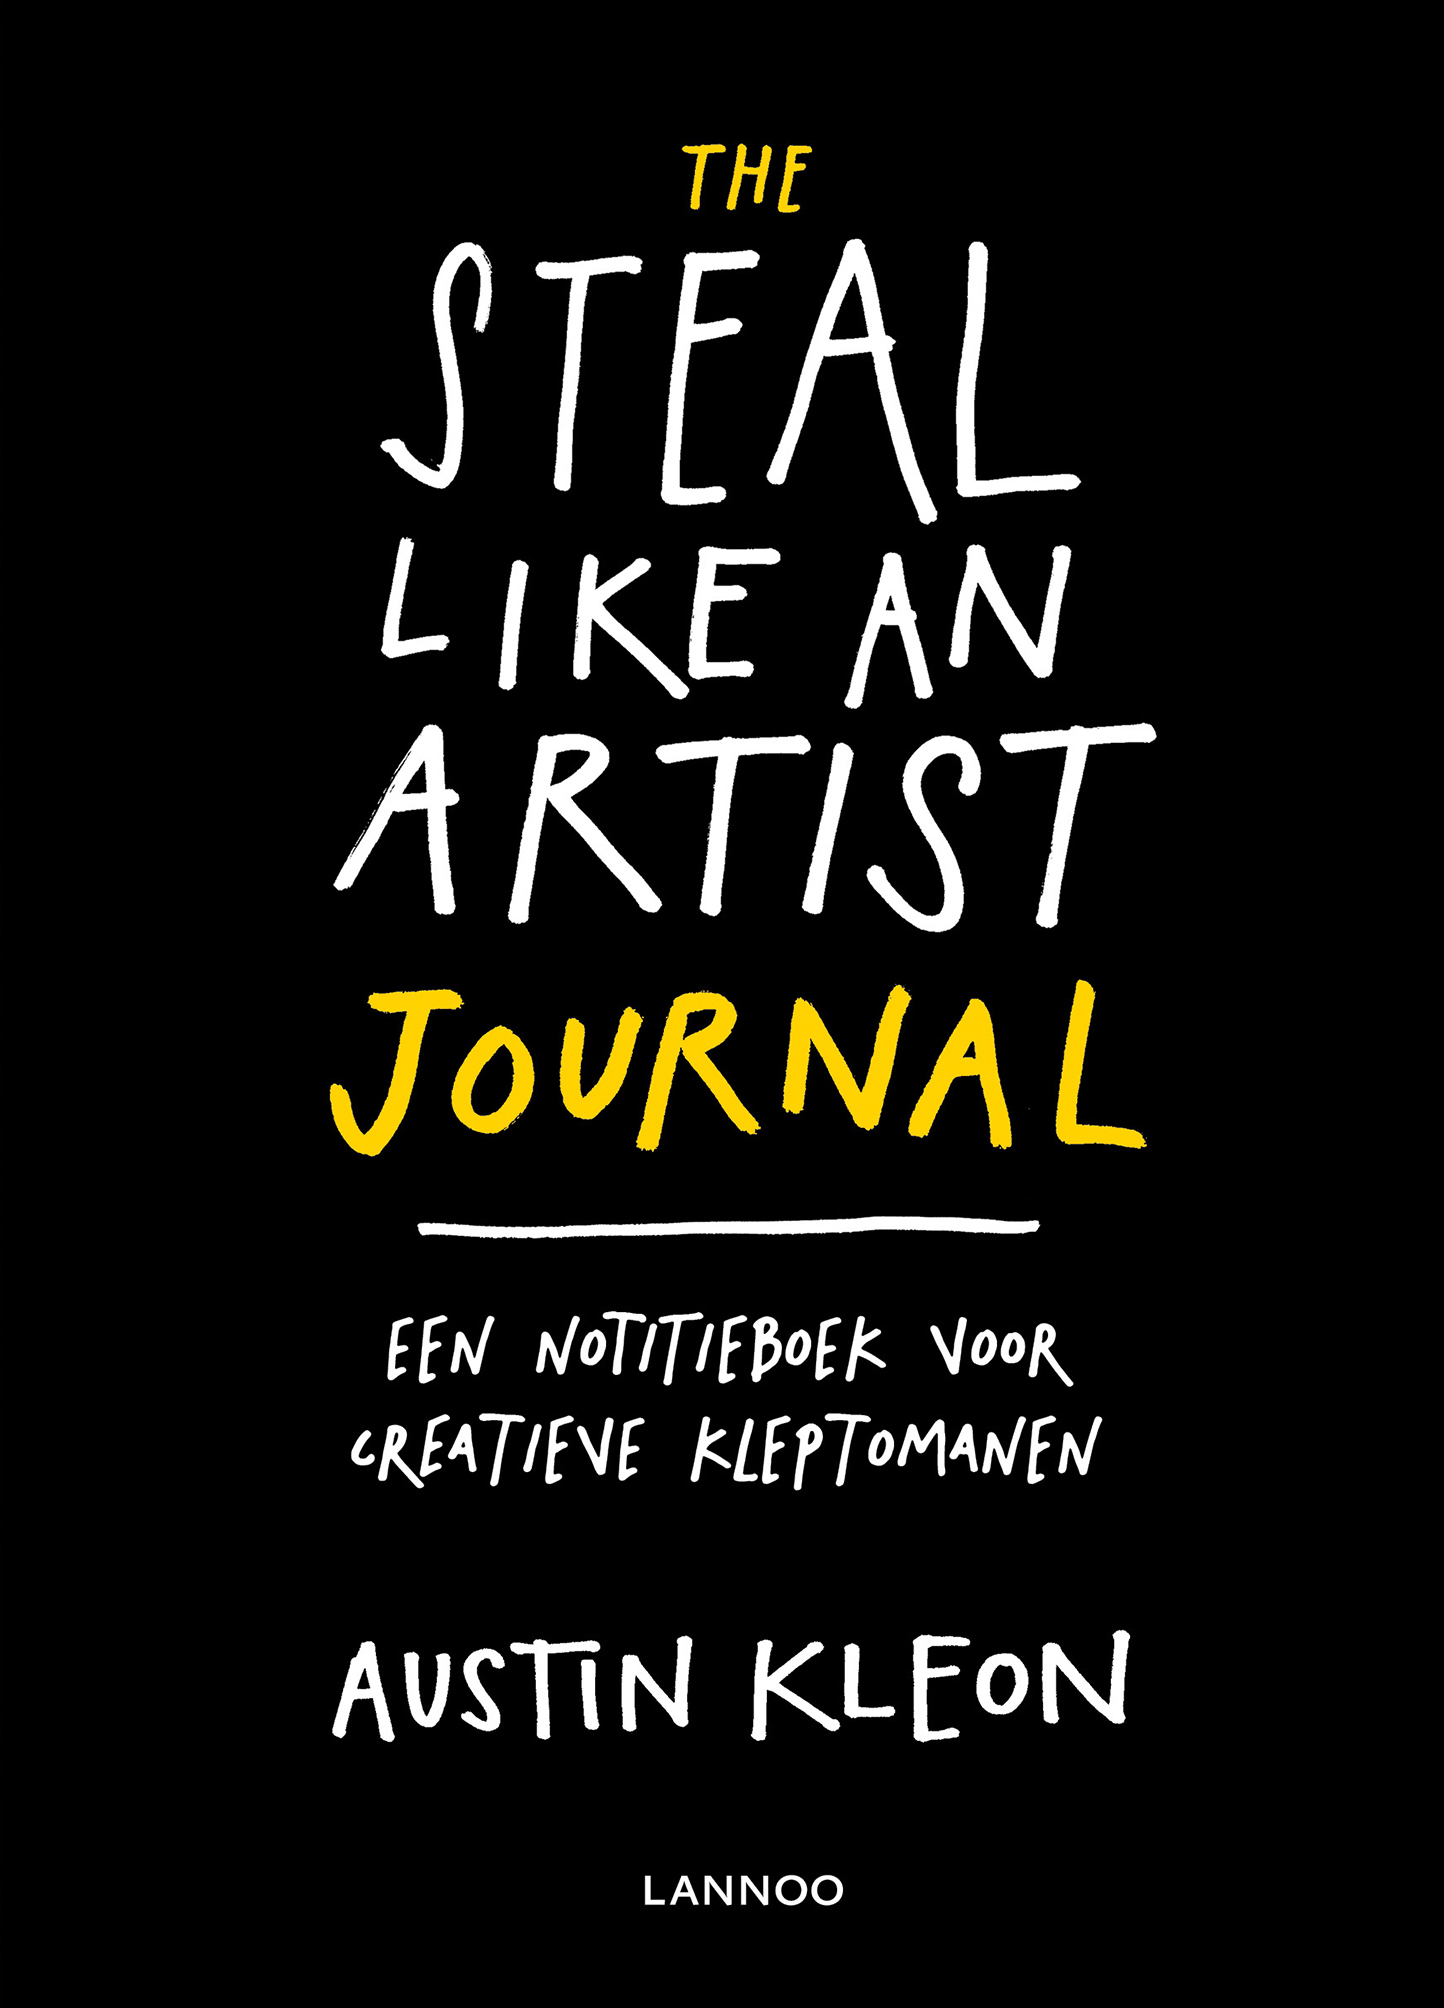 THE
STEAL
LIKE AN
ARTIST
JOURNAL
EEN NOTITIEBOEK VOOR
CREATIEVE KLEPTOMANEN
AUSTIN KLEON
LANNOO